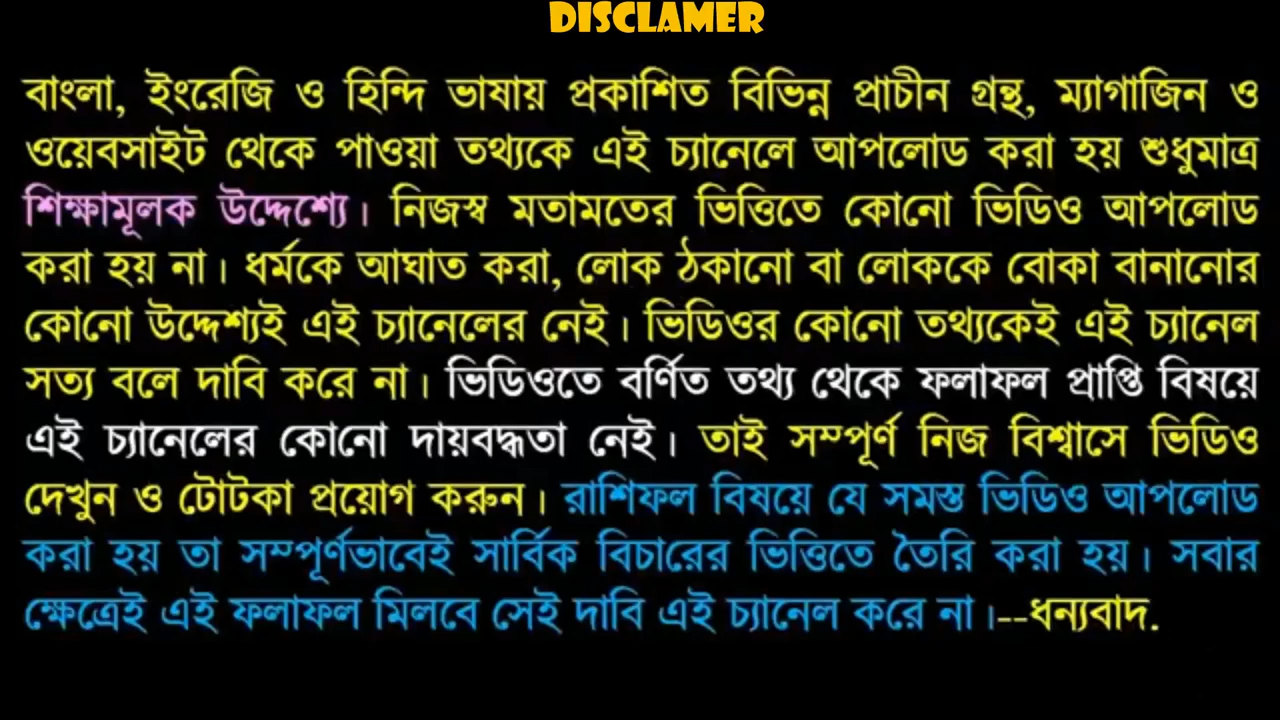 DISCLAMER
বাংলা, ইংরেজি ও হিন্দি ভাষায় প্রকাশিত বিভিন্ন প্রাচীন গ্রন্থ, ম্যাগাজিন ও
ওয়েবসাইট থেকে পাওয়া তথ্যকে এই চ্যানেলে আপলোড করা হয় শুধুমাত্র
শিক্ষামূলক উদ্দেশ্যে। নিজস্ব মতামতের ভিত্তিতে কোনো ভিডিও আপলোড
করা হয় না। ধর্মকে আঘাত করা, লোক ঠকানো বা লোককে বোকা বানানোর
কোনো উদ্দেশ্যই এই চ্যানেলের নেই। ভিডিওর কোনো তথ্যকেই এই চ্যানেল
সত্য বলে দাবি করে না। ভিডিওতে বর্ণিত তথ্য থেকে ফলাফল প্রাপ্তি বিষয়ে
এই চ্যানেলের কোনো দায়বদ্ধতা নেই। তাই সম্পূর্ণ নিজ বিশ্বাসে ভিডিও
দেখুন ও টোটকা প্রয়োগ করুন। রাশিফল বিষয়ে যে সমস্ত ভিডিও আপলোড
করা হয় তা সম্পূর্ণভাবেই সার্বিক বিচারের ভিত্তিতে তৈরি করা হয়। সবার
ক্ষেত্রেই এই ফলাফল মিলবে সেই দাবি এই চ্যানেল করে না।--ধন্যবাদ.